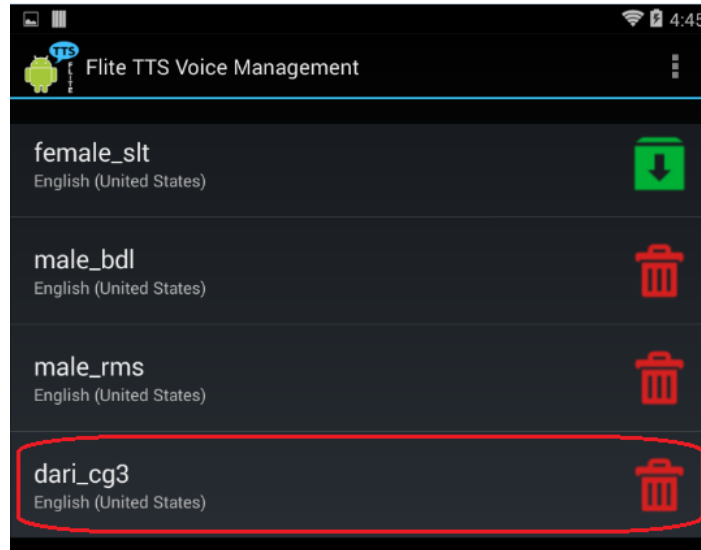 4:45
TTS
FLITE
Flite TTS Voice Management
female_slt
English (United States)
male_bdl
English (United States)
male_rms
English (United States)
dari_cg3
English (United States)